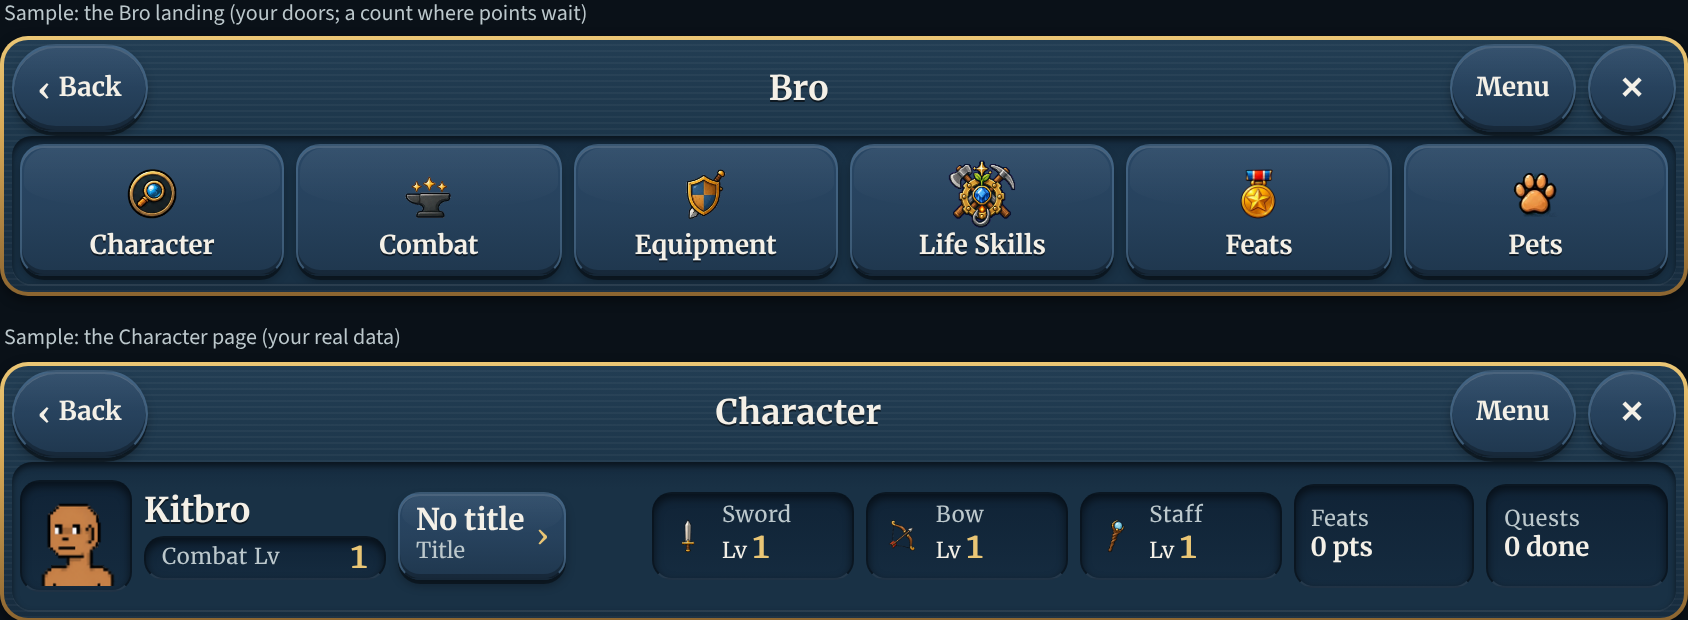 Sample: the Bro landing (your doors; a count where points wait)
‹ Back
Bro
Menu
✕
Character
Combat
Equipment
Life Skills
Feats
Pets
Sample: the Character page (your real data)
‹ Back
Character
Menu
✕
Kitbro
Combat Lv 1
No title ›
Title
Sword
Lv 1
Bow
Lv 1
Staff
Lv 1
Feats
0 pts
Quests
0 done